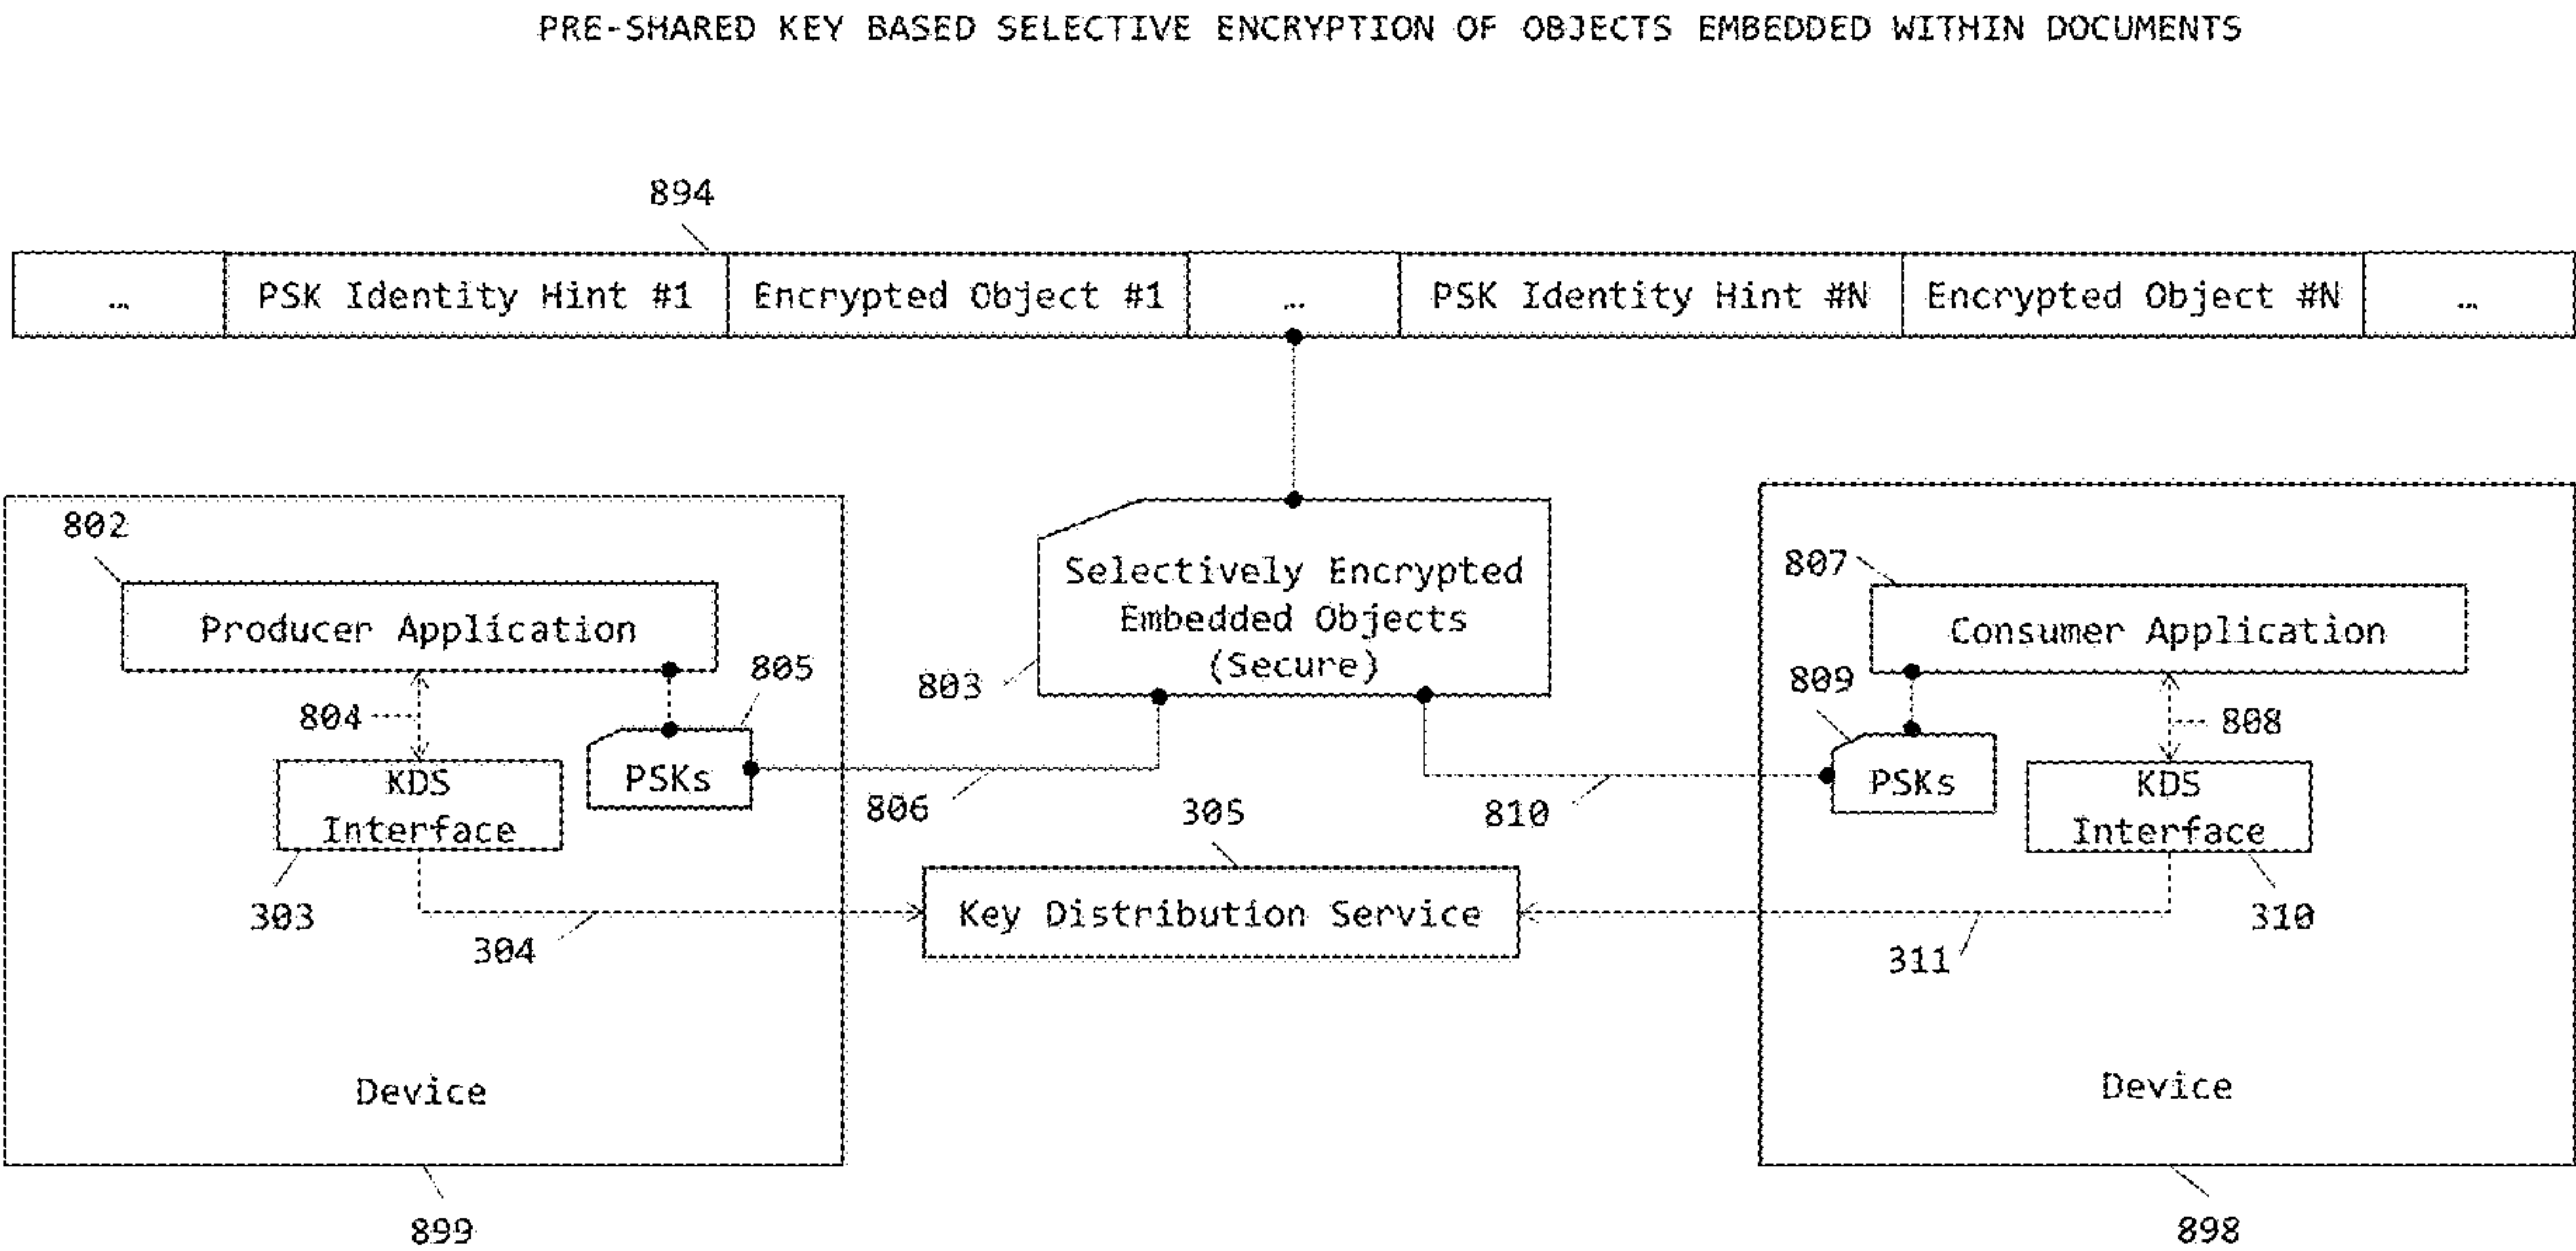 PRE-SHARED KEY BASED SELECTIVE ENCRYPTION OF OBJECTS EMBEDDED WITHIN DOCUMENTS
894
… PSK Identity Hint #1 Encrypted Object #1 … PSK Identity Hint #N Encrypted Object #N …
802
Producer Application
804
805
PSKs
KDS
Interface
303
304
Device
899
Selectively Encrypted
Embedded Objects
(Secure)
803
806
810
305
Key Distribution Service
807
Consumer Application
809
808
PSKs
KDS
Interface
310
311
Device
898